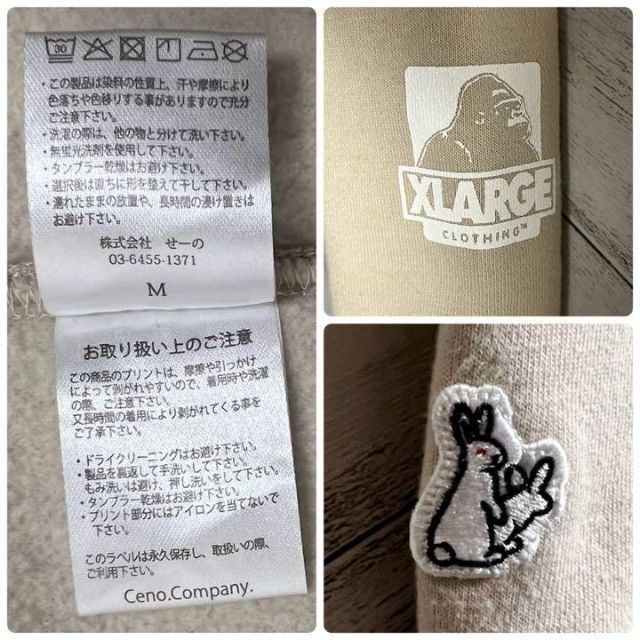 30
・この製品は染料の性質上、汗や摩擦により
色落ちや色移りする事がありますので充分
ご注意下さい。
・洗濯の際は、他の物と分けて洗い下さい。
・無蛍光洗剤を使用して下さい。
・タンブラー乾燥はお避け下さい。
・選択後は直ちに形を整えて干して下さい。
・濡れたままの放置や、長時間の浸け置きは
お避け下さい。
株式会社 せーの
03-6455-1371
M
お取り扱い上のご注意
この商品のプリントは、摩擦や引っかけ
によって剥がれやすいので、着用時や洗濯
の際、ご注意下さい。
又長時間の着用により剥がれてくる事を
ご了承下さい。
・ドライクリーニングはお避け下さい。
・製品を裏返して手洗いして下さい。
もみ洗いは避け、押し洗いをして下さい。
・タンブラー乾燥はお避け下さい。
・プリント部分にはアイロンを当てないで
下さい。
このラベルは永久保存し、取扱いの際、
ご利用下さい。
Ceno.Company.
XLARGE
CLOTHING™